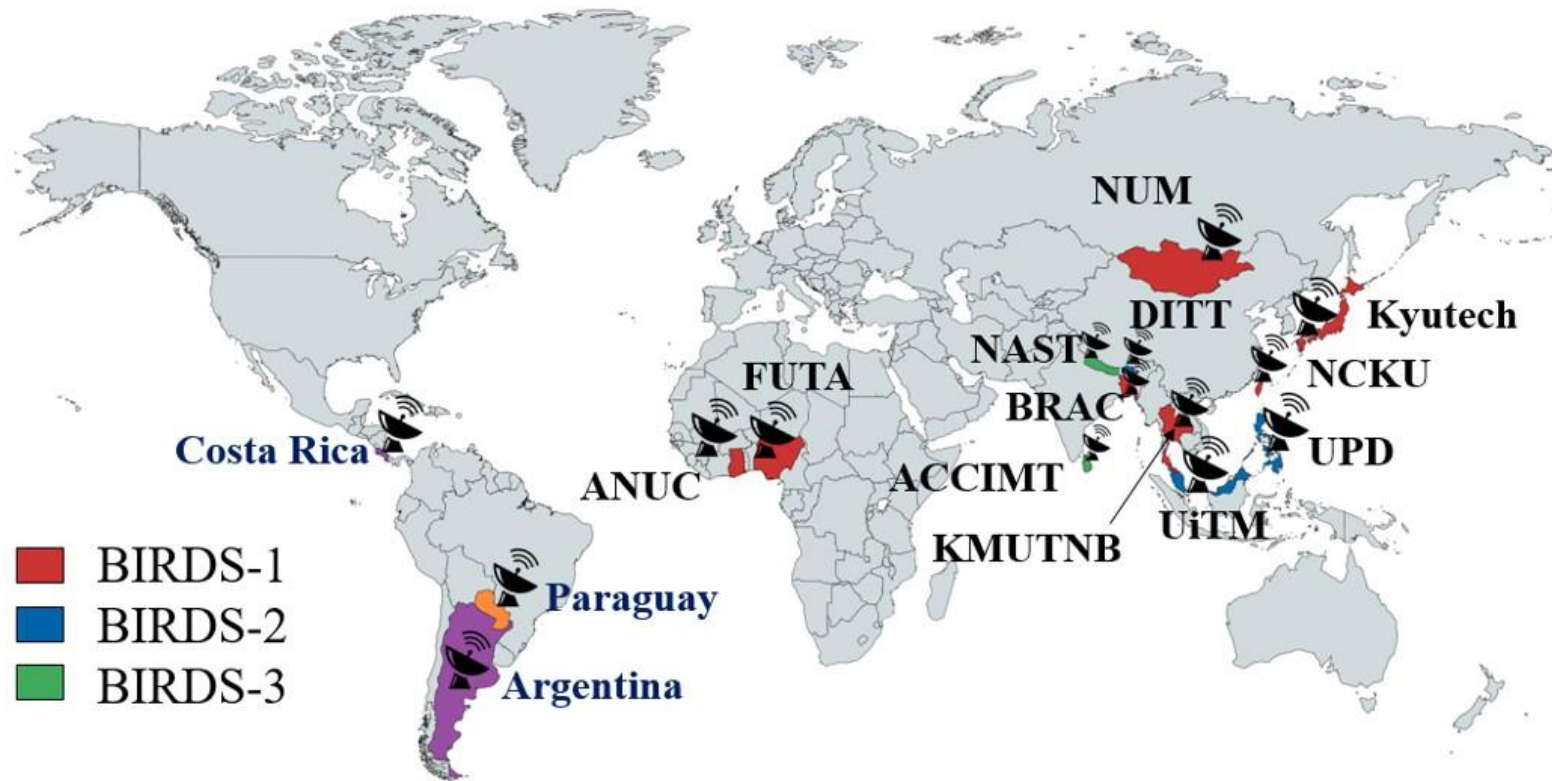 NUM
DITT
Kyutech
NAST
NCKU
FUTA
BRAC
Costa Rica
UPD
ANUC
ACCIMT
UiTM
KMUTNB
BIRDS-1
Paraguay
BIRDS-2
Argentina
BIRDS-3